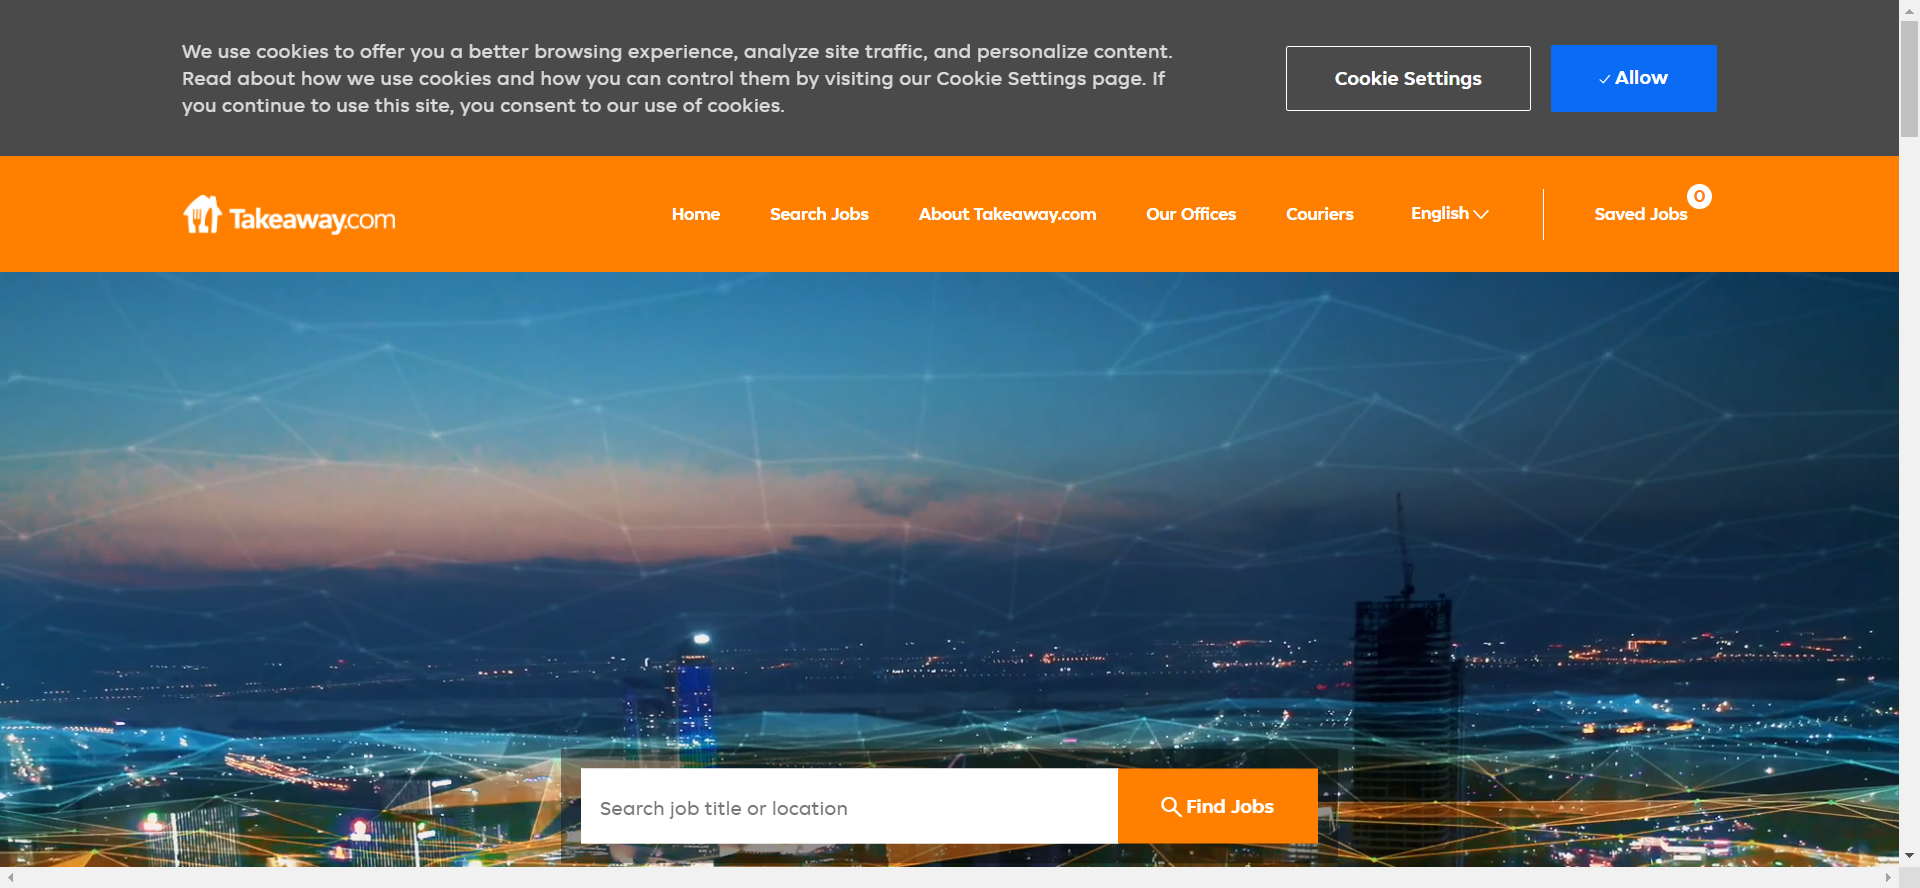 We use cookies to offer you a better browsing experience, analyze site traffic, and personalize content.
Read about how we use cookies and how you can control them by visiting our Cookie Settings page. If
you continue to use this site, you consent to our use of cookies.
Cookie Settings
Allow
Takeaway.com
Home
Search Jobs
About Takeaway.com
Our Offices
Couriers
English
Saved Jobs
0
Search job title or location
Find Jobs